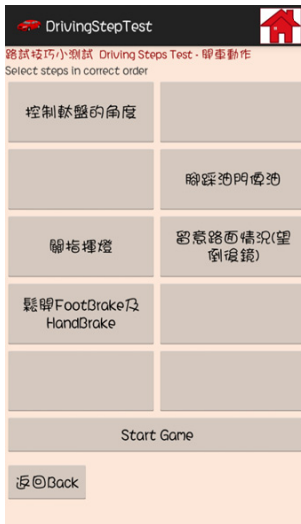 DrivingStepTest
路試技巧小測試 Driving Steps Test - 開車動作
Select steps in correct order
控制軚盤的角度
腳踩油門俾油
關指揮燈
留意路面情況(望
倒後鏡)
鬆開FootBrake及
HandBrake
Start Game
返回Back